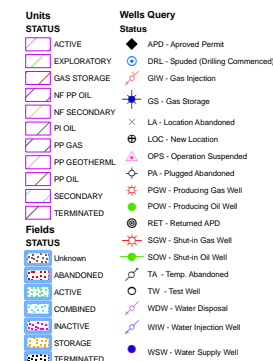 Units
STATUS
ACTIVE
EXPLORATORY
GAS STORAGE
NF PP OIL
NF SECONDARY
PI OIL
PP GAS
PP GEOTHERML
PP OIL
SECONDARY
TERMINATED
Fields
STATUS
Unknown
ABANDONED
ACTIVE
COMBINED
INACTIVE
STORAGE
TERMINATED
Wells Query
Status
APD - Aproved Permit
DRL - Spuded (Drilling Commenced)
GIW - Gas Injection
GS - Gas Storage
LA - Location Abandoned
LOC - New Location
OPS - Operation Suspended
PA - Plugged Abandoned
PGW - Producing Gas Well
POW - Producing Oil Well
RET - Returned APD
SGW - Shut-in Gas Well
SOW - Shut-in Oil Well
TA - Temp. Abandoned
TW - Test Well
WDW - Water Disposal
WIW - Water Injection Well
WSW - Water Supply Well